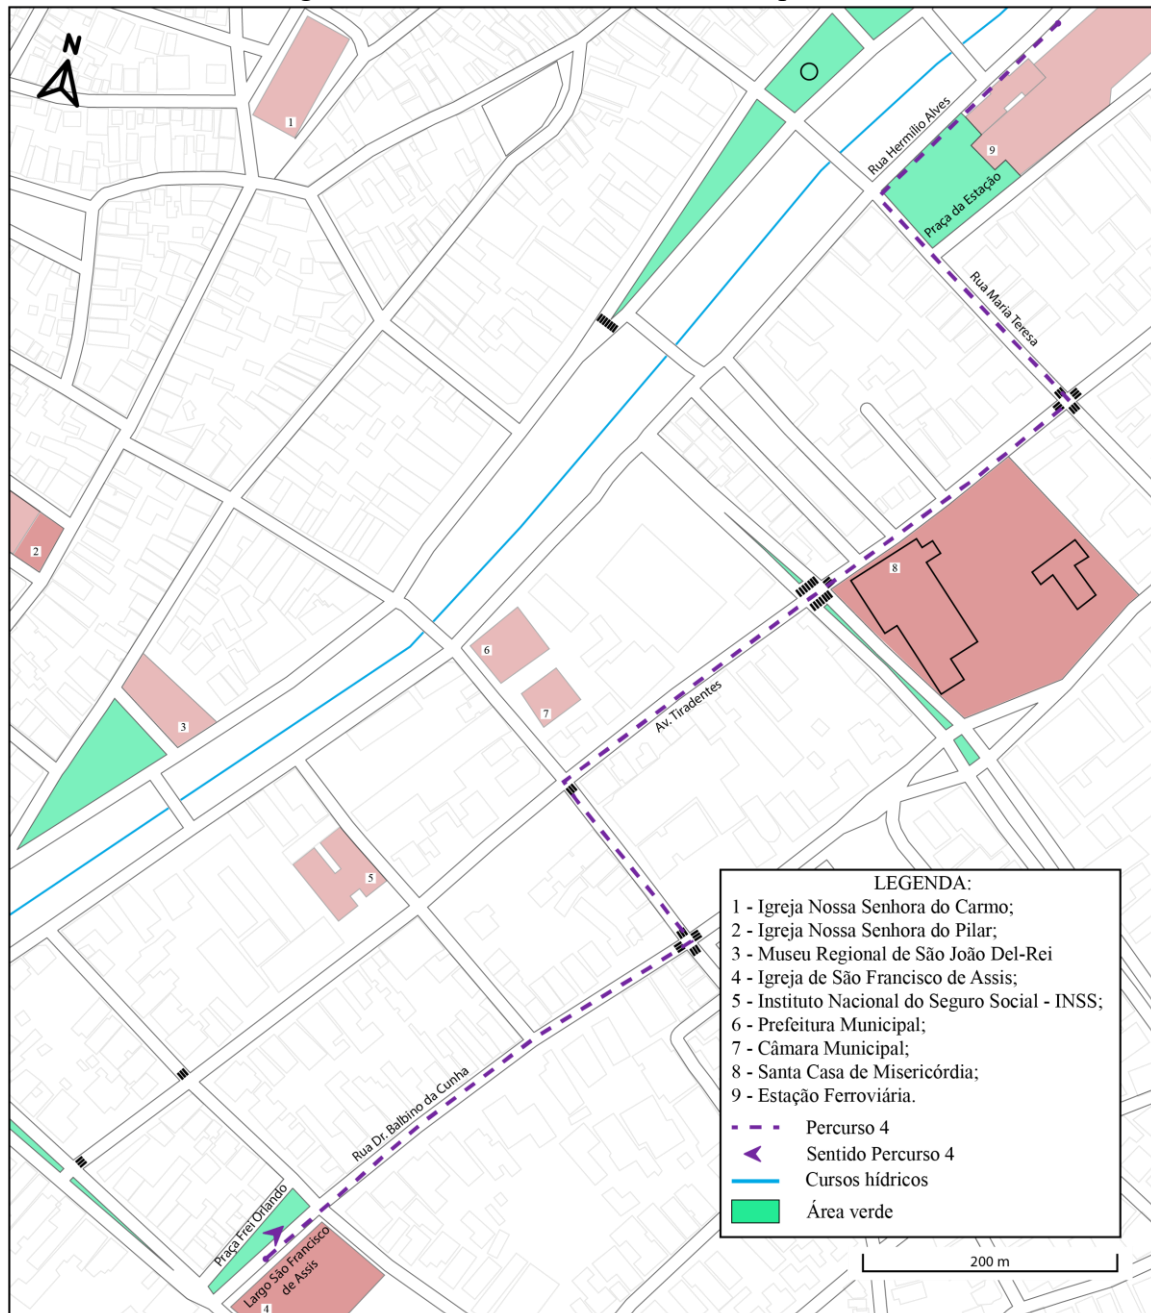 N
1
Rua Hermílio Alves
9
Praça da Estação
Rua Maria Teresa
2
8
6
7
3
Av. Tiradentes
5
Rua Dr. Balbino da Cunha
Praça Frei Orlando
Largo São Francisco
de Assis
4
LEGENDA:
1 - Igreja Nossa Senhora do Carmo;
2 - Igreja Nossa Senhora do Pilar;
3 - Museu Regional de São João Del-Rei
4 - Igreja de São Francisco de Assis;
5 - Instituto Nacional do Seguro Social - INSS;
6 - Prefeitura Municipal;
7 - Câmara Municipal;
8 - Santa Casa de Misericórdia;
9 - Estação Ferroviária.
Percurso 4
Sentido Percurso 4
Cursos hídricos
Área verde
200 m